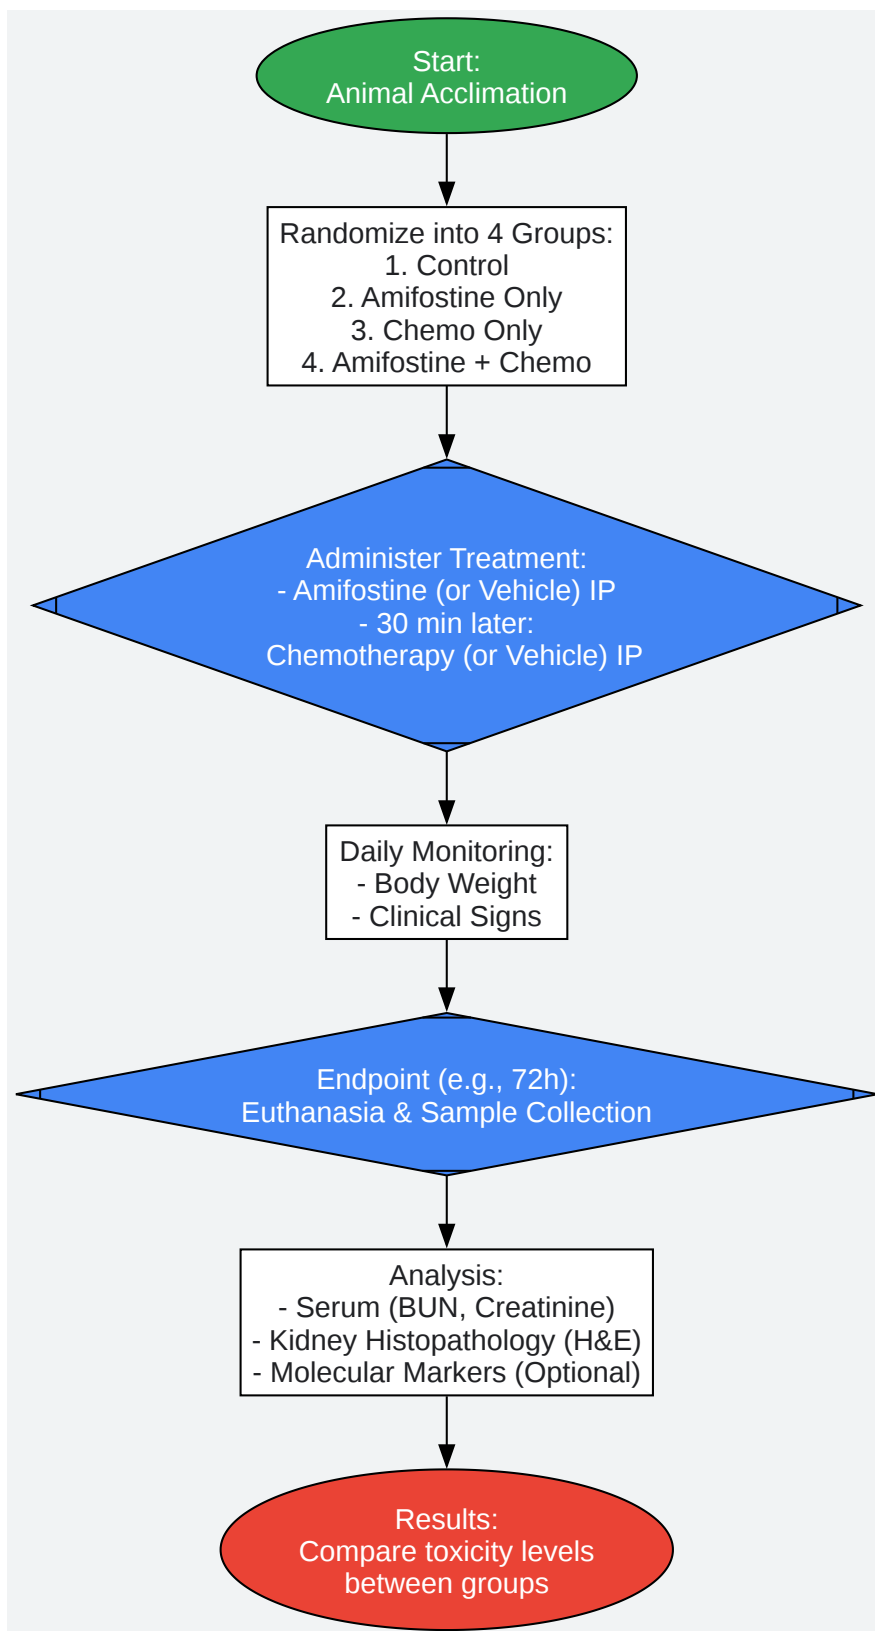 Start:
Animal Acclimation
Randomize into 4 Groups:
1. Control
2. Amifostine Only
3. Chemo Only
4. Amifostine + Chemo
Administer Treatment:
- Amifostine (or Vehicle) IP
- 30 min later:
Chemotherapy (or Vehicle) IP
Daily Monitoring:
- Body Weight
- Clinical Signs
Endpoint (e.g., 72h):
Euthanasia & Sample Collection
Analysis:
- Serum (BUN, Creatinine)
- Kidney Histopathology (H&E)
- Molecular Markers (Optional)
Results:
Compare toxicity levels
between groups